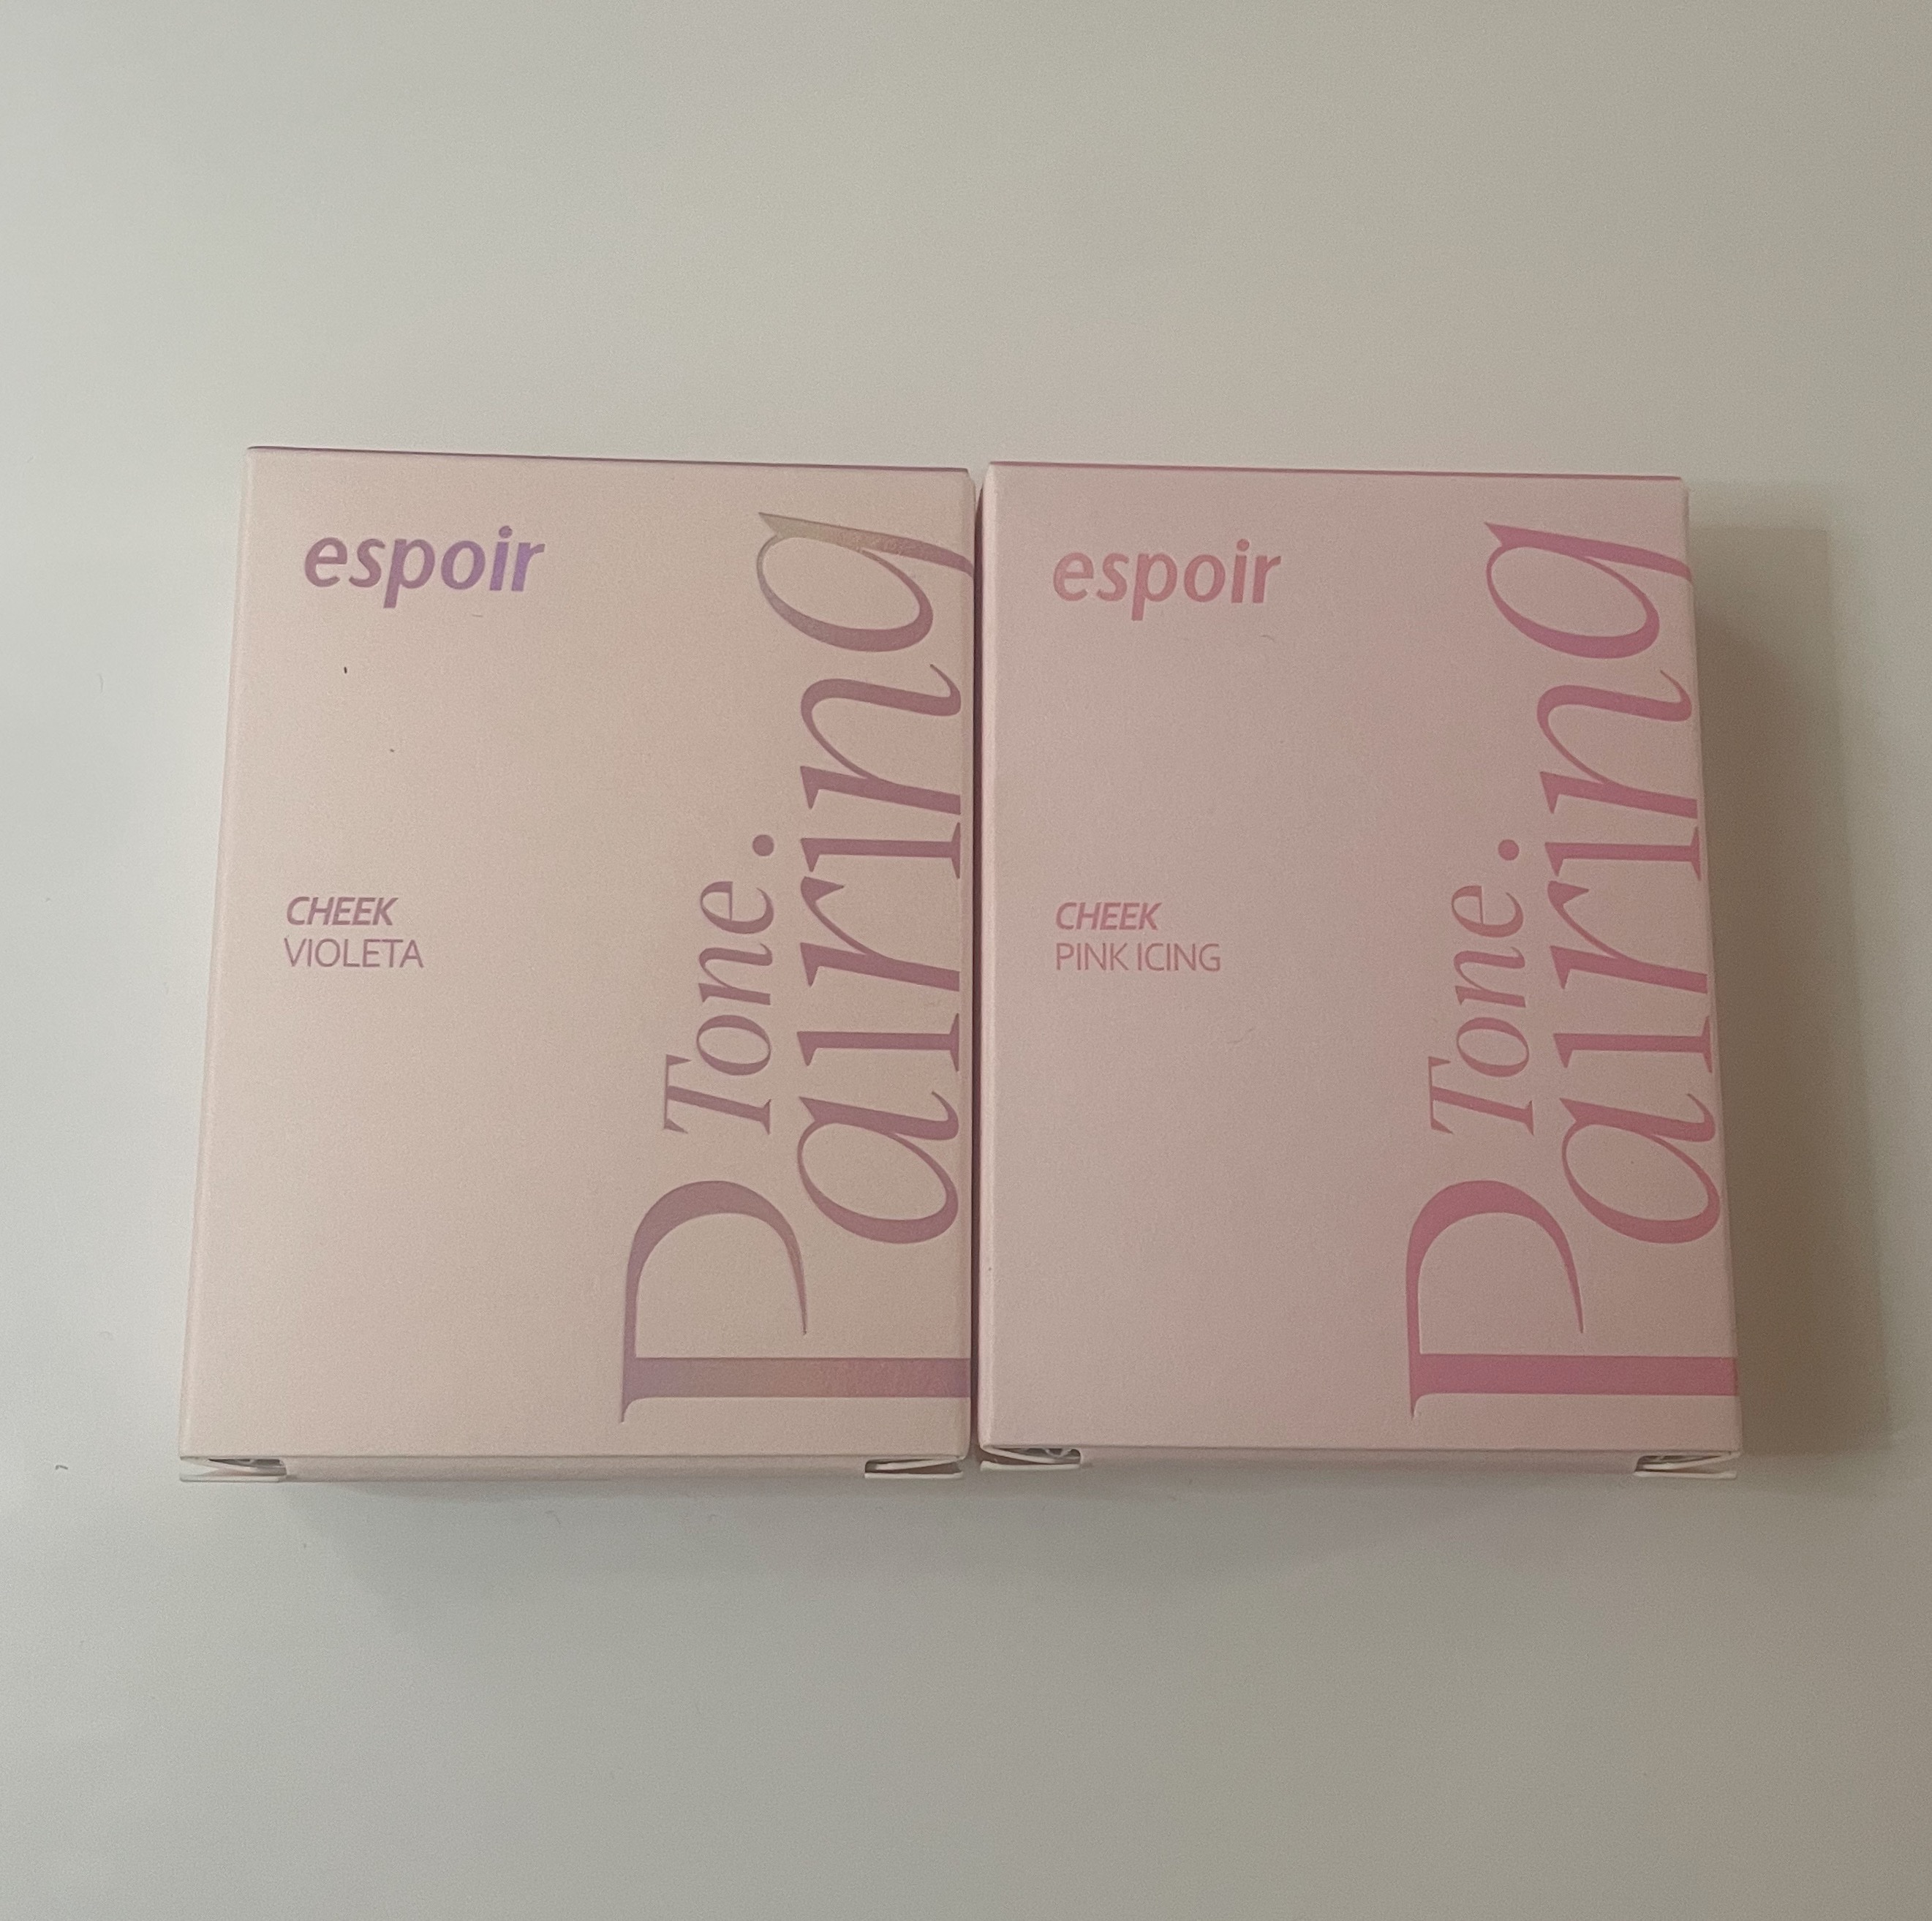 espoir
CHEEK
VIOLETA
Tone.
Pairing
espoir
CHEEK
PINK ICING
Tone.
Pairing